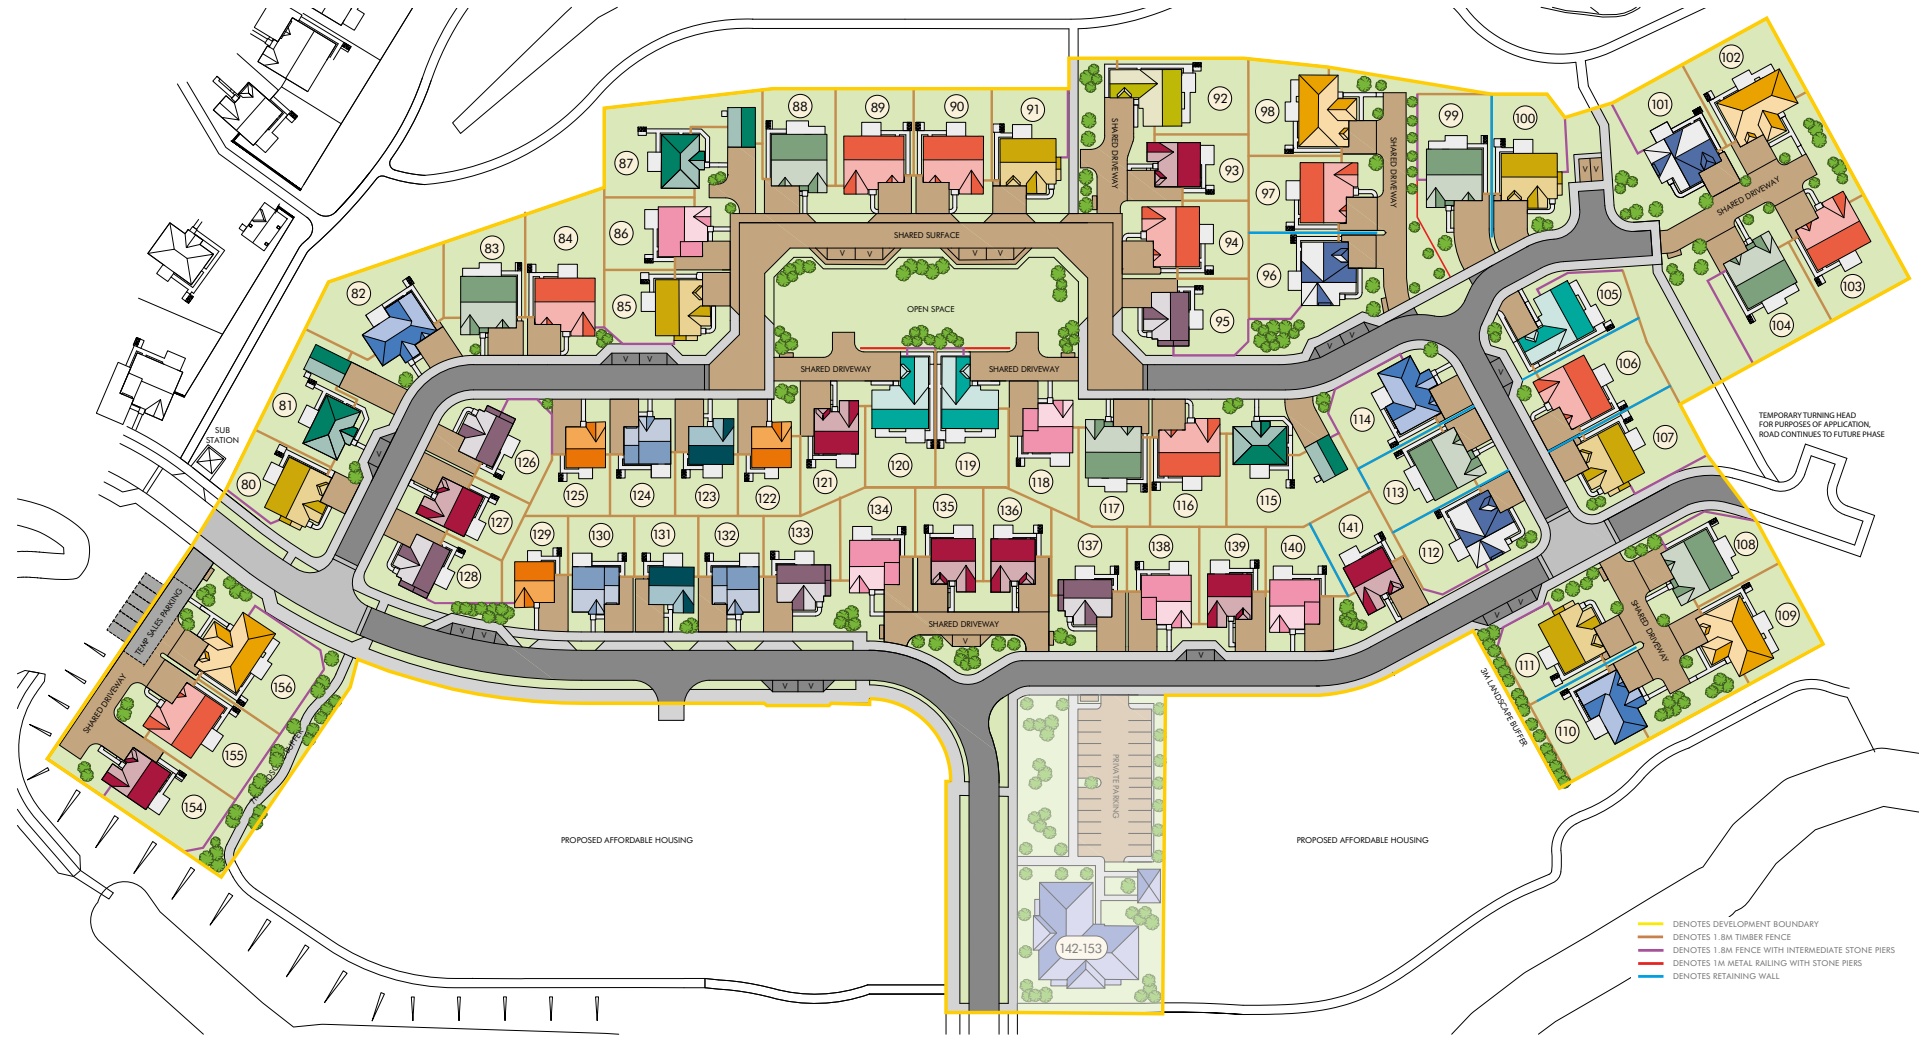 102
88
89
90
91
92
98
99
100
101
SHARED DRIVEWAY
SHARED DRIVEWAY
87
93
97
SHARED DRIVEWAY
V
V
86
SHARED SURFACE
94
83
84
V
V
V
V
96
103
82
85
OPEN SPACE
95
105
104
V
V
V
V
106
SHARED DRIVEWAY
SHARED DRIVEWAY
V
81
114
TEMPORARY TURNING HEAD
FOR PURPOSES OF APPLICATION,
ROAD CONTINUES TO FUTURE PHASE
SUB
STATION
107
V
126
120
119
80
125
124
123
122
121
118
117
116
115
113
127
134
135
136
129
130
131
132
133
137
138
139
140
141
112
108
128
TEMP SALES PARKING
SHARED DRIVEWAY
V
V
V
V
V
V
SHARED DRIVEWAY
109
111
156
V
V
3M LANDSCAPE BUFFER
SHARED DRIVEWAY
110
155
154
PRIVATE PARKING
PROPOSED AFFORDABLE HOUSING
PROPOSED AFFORDABLE HOUSING
142-153
DENOTES DEVELOPMENT BOUNDARY
DENOTES 1.8M TIMBER FENCE
DENOTES 1.8M FENCE WITH INTERMEDIATE STONE PIERS
DENOTES 1M METAL RAILING WITH STONE PIERS
DENOTES RETAINING WALL